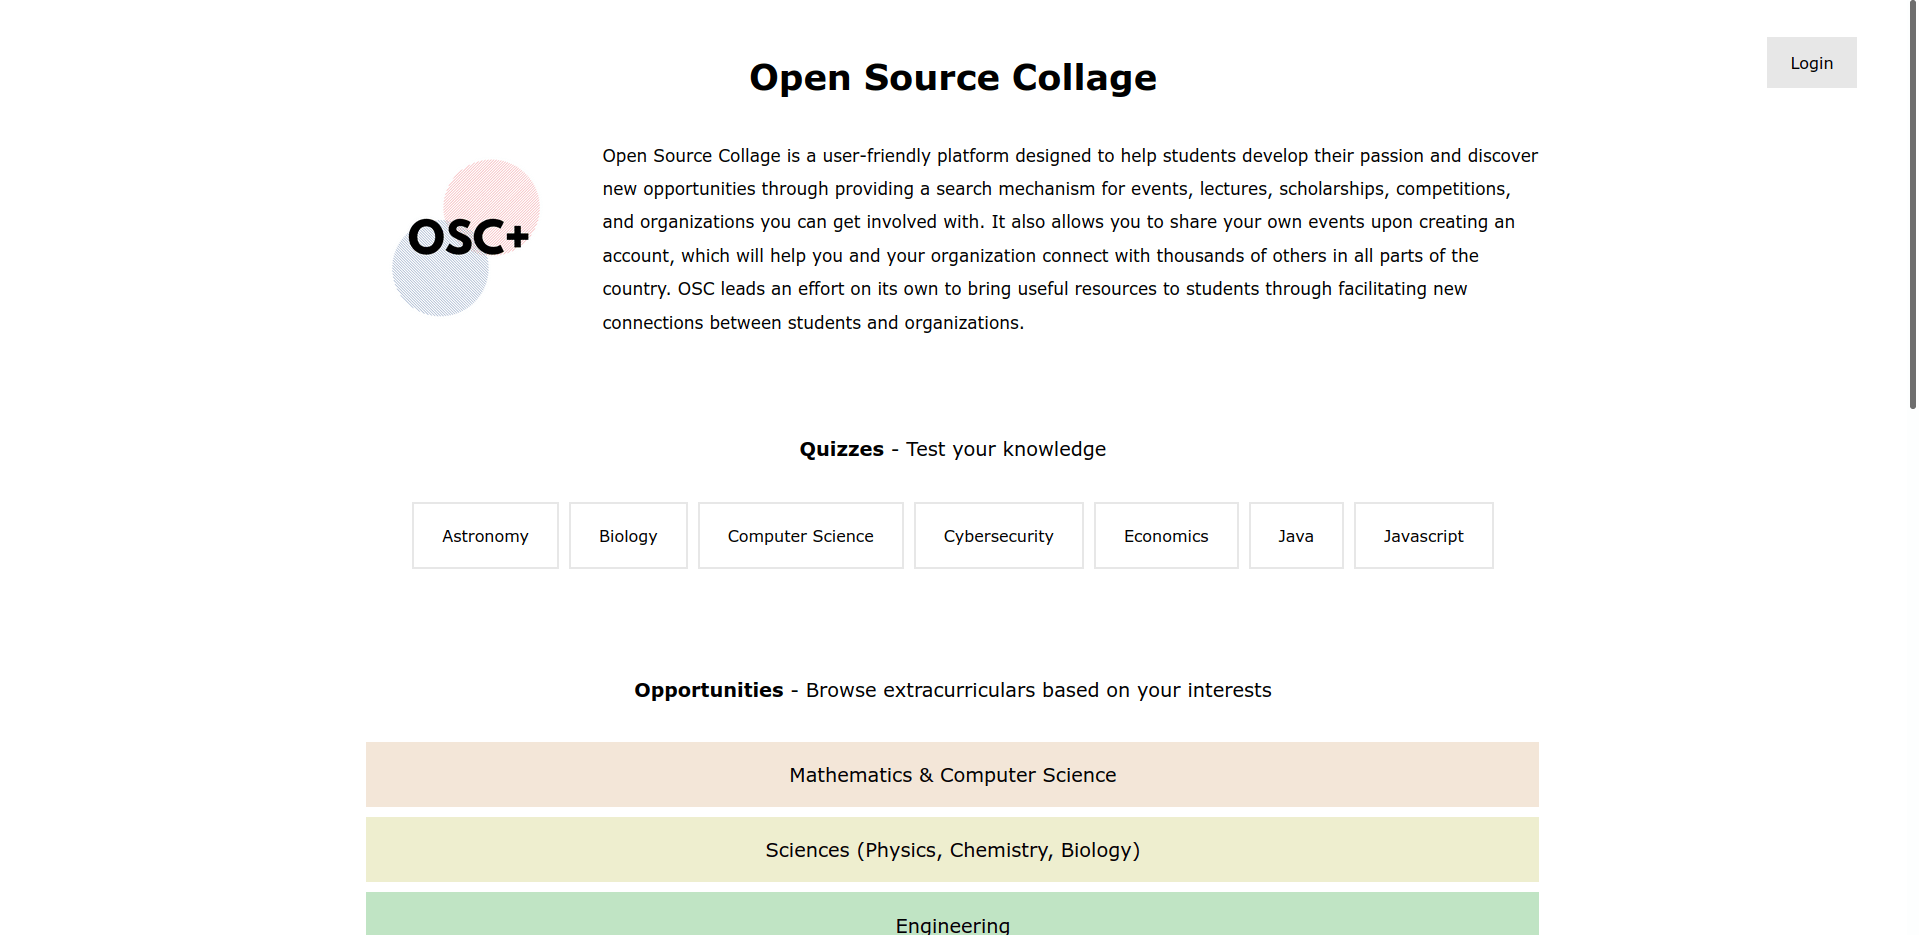 Login
Open Source Collage
OSC+
Open Source Collage is a user-friendly platform designed to help students develop their passion and discover
new opportunities through providing a search mechanism for events, lectures, scholarships, competitions,
and organizations you can get involved with. It also allows you to share your own events upon creating an
account, which will help you and your organization connect with thousands of others in all parts of the
country. OSC leads an effort on its own to bring useful resources to students through facilitating new
connections between students and organizations.
Quizzes - Test your knowledge
Astronomy Biology Computer Science Cybersecurity Economics Java Javascript
Opportunities - Browse extracurriculars based on your interests
Mathematics & Computer Science
Sciences (Physics, Chemistry, Biology)
Engineering